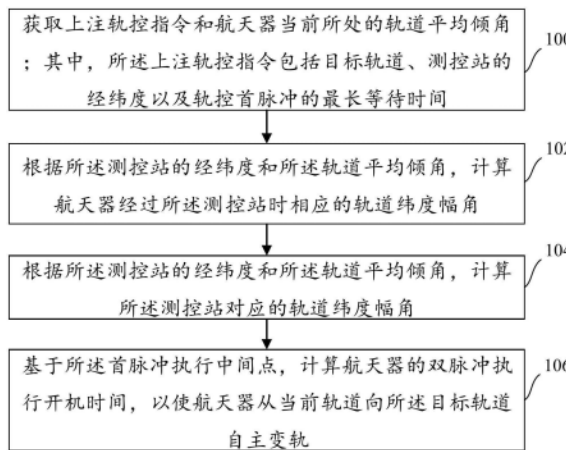 获取上注轨控指令和航天器当前所处的轨道平均倾角
；其中，所述上注轨控指令包括目标轨道、测控站的
经纬度以及轨控首脉冲的最长等待时间
100
根据所述测控站的经纬度和所述轨道平均倾角，计算
航天器经过所述测控站时相应的轨道纬度幅角
102
根据所述测控站的经纬度和所述轨道平均倾角，计算
所述测控站对应的轨道纬度幅角
104
基于所述首脉冲执行中间点，计算航天器的双脉冲执
行开机时间，以使航天器从当前轨道向所述目标轨道
自主变轨
106